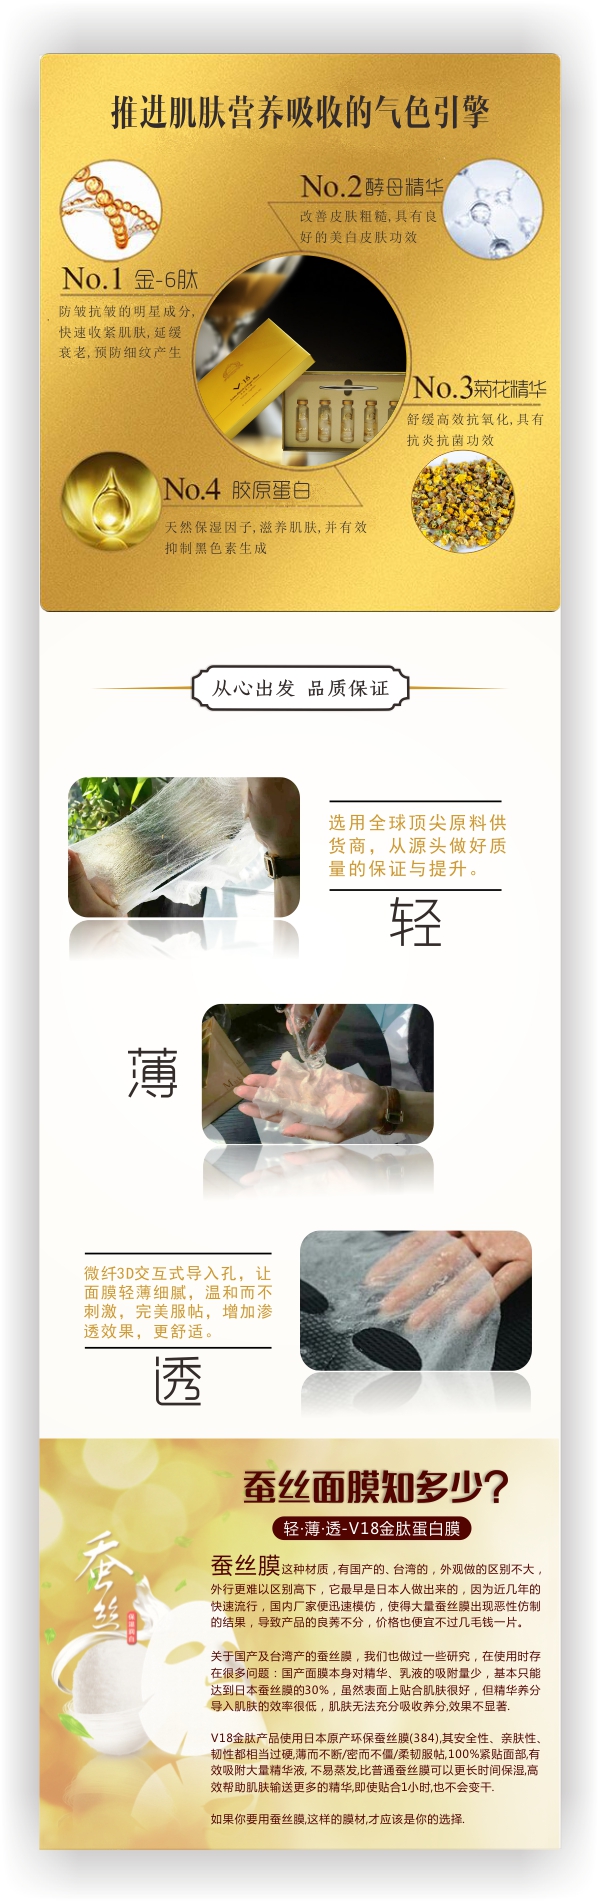 推进肌肤营养吸收的气色引擎
No.1 金-6肽
防皱抗皱的明星成分,
快速收紧肌肤,延缓
衰老,预防细纹产生
No.2酵母精华
改善皮肤粗糙,具有良
好的美白皮肤功效
No.3菊花精华
舒缓高效抗氧化,具有
抗炎抗菌功效
No.4 胶原蛋白
天然保湿因子,滋养肌肤,并有效
抑制黑色素生成
从心出发 品质保证
选用全球顶尖原料供
货商，从源头做好质
量的保证与提升。
轻
薄
微纤3D交互式导入孔，让
面膜轻薄细腻，温和而不
刺激，完美服帖，增加渗
透效果，更舒适。
透
蚕丝面膜知多少?
轻·薄·透-V18金肽蛋白膜
蚕丝
蚕丝膜这种材质，有国产的、台湾的，外观做的区别不大，
外行更难以区别高下，它最早是日本人做出来的，因为近几年的
快速流行，国内厂家便迅速模仿，使得大量蚕丝膜出现恶性仿制
的结果，导致产品的良莠不分，价格也便宜不过几毛钱一片。
关于国产及台湾产的蚕丝膜，我们也做过一些研究，在使用时存
在很多问题：国产面膜本身对精华、乳液的吸附量少，基本只能
达到日本蚕丝膜的30%，虽然表面上贴合肌肤很好，但精华养分
导入肌肤的效率很低，肌肤无法充分吸收养分,效果不显著.
V18金肽产品使用日本原产环保蚕丝膜(384),其安全性、亲肤性、
韧性都相当过硬,薄而不断/密而不僵/柔韧服帖,100%紧贴面部,有
效吸附大量精华液, 不易蒸发,比普通蚕丝膜可以更长时间保湿,高
效帮助肌肤输送更多的精华,即使贴合1小时,也不会变干.
如果你要用蚕丝膜,这样的膜材,才应该是你的选择.